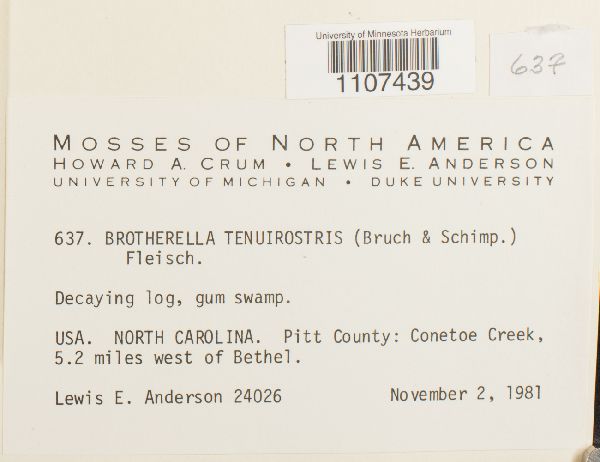 University of Minnesota Herbarium
1107439
637
MOSSES OF NORTH AMERICA
HOWARD A. CRUM • LEWIS E. ANDERSON
UNIVERSITY OF MICHIGAN • DUKE UNIVERSITY
637. BROTHERELLA TENUIROSTRIS (Bruch & Schimp.)
Fleisch.
Decaying log, gum swamp.
USA. NORTH CAROLINA. Pitt County: Conetoe Creek,
5.2 miles west of Bethel.
Lewis E. Anderson 24026 November 2, 1981